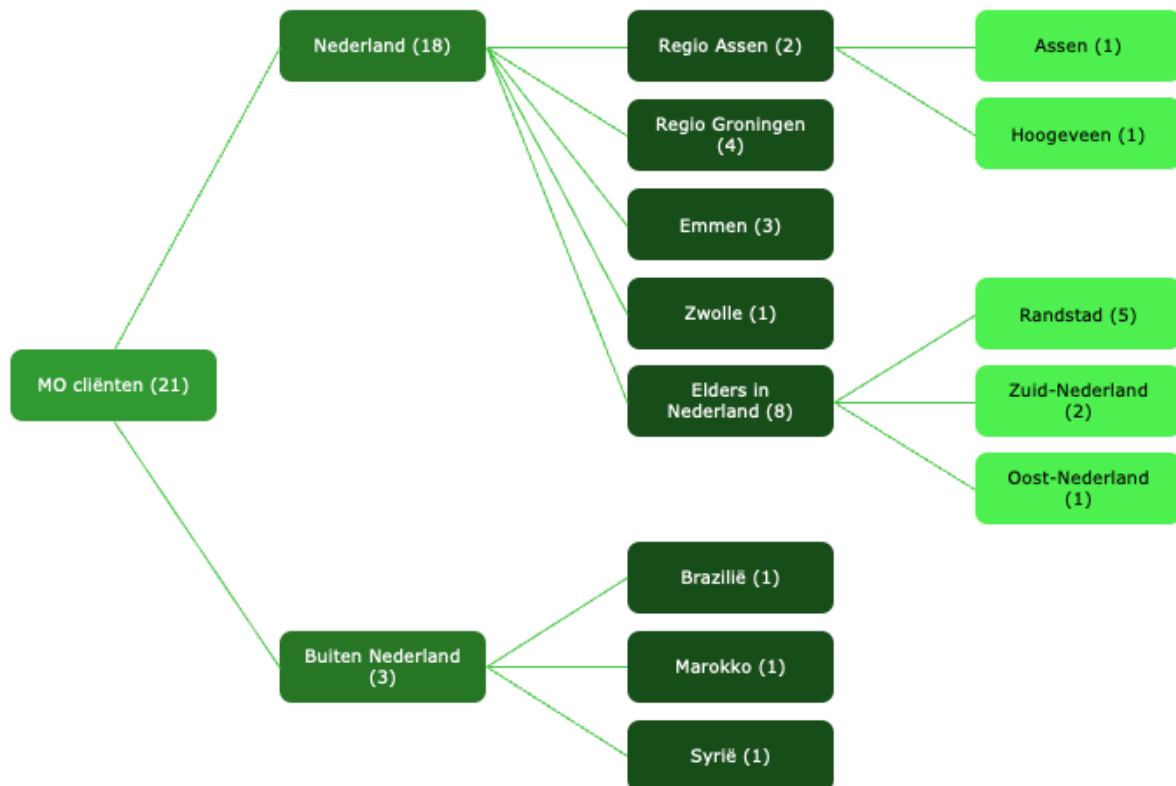 Nederland (18)
Regio Assen (2)
Assen (1)
Regio Groningen
(4)
Hoogeveen (1)
Emmen (3)
Zwolle (1)
Randstad (5)
MO cliënten (21)
Elders in
Nederland (8)
Zuid-Nederland
(2)
Oost-Nederland
(1)
Brazilië (1)
Buiten Nederland
(3)
Marokko (1)
Syrië (1)